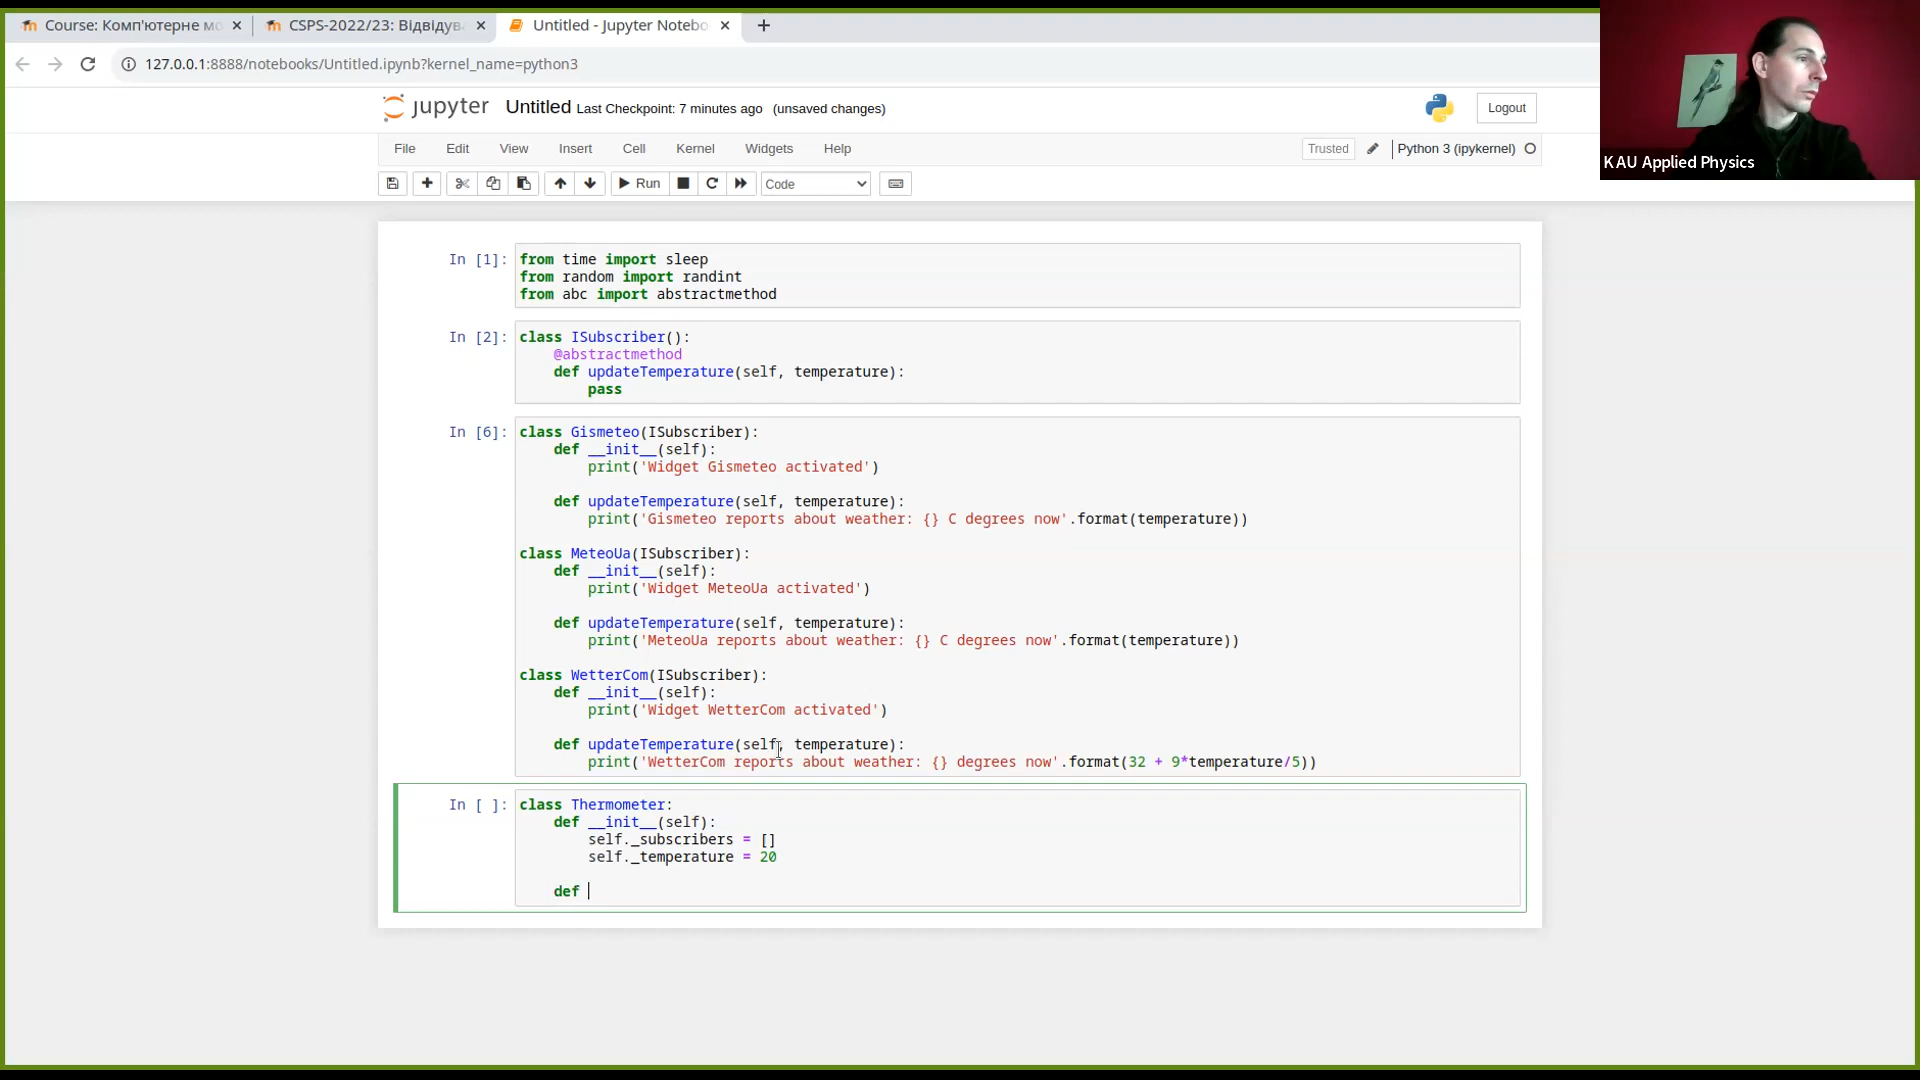 Course: Комп'ютерне мо
CSPS-2022/23: Відвідув
Untitled - Jupyter Notebo
127.0.0.1:8888/notebooks/Untitled.ipynb?kernel_name=python3
jupyter Untitled Last Checkpoint: 7 minutes ago (unsaved changes)
Logout
File Edit View Insert Cell Kernel Widgets Help
Trusted Python 3 (ipykernel)
Run Code
KAU Applied Physics
In [1]: from time import sleep
from random import randint
from abc import abstractmethod
In [2]: class ISubscriber():
    @abstractmethod
    def updateTemperature(self, temperature):
        pass
In [6]: class Gismeteo(ISubscriber):
    def __init__(self):
        print('Widget Gismeteo activated')
    def updateTemperature(self, temperature):
        print('Gismeteo reports about weather: {} C degrees now'.format(temperature))
class MeteoUa(ISubscriber):
    def __init__(self):
        print('Widget MeteoUa activated')
    def updateTemperature(self, temperature):
        print('MeteoUa reports about weather: {} C degrees now'.format(temperature))
class WetterCom(ISubscriber):
    def __init__(self):
        print('Widget WetterCom activated')
    def updateTemperature(self, temperature):
        print('WetterCom reports about weather: {} degrees now'.format(32 + 9*temperature/5))
In [ ]: class Thermometer:
    def __init__(self):
        self._subscribers = []
        self._temperature = 20
    def